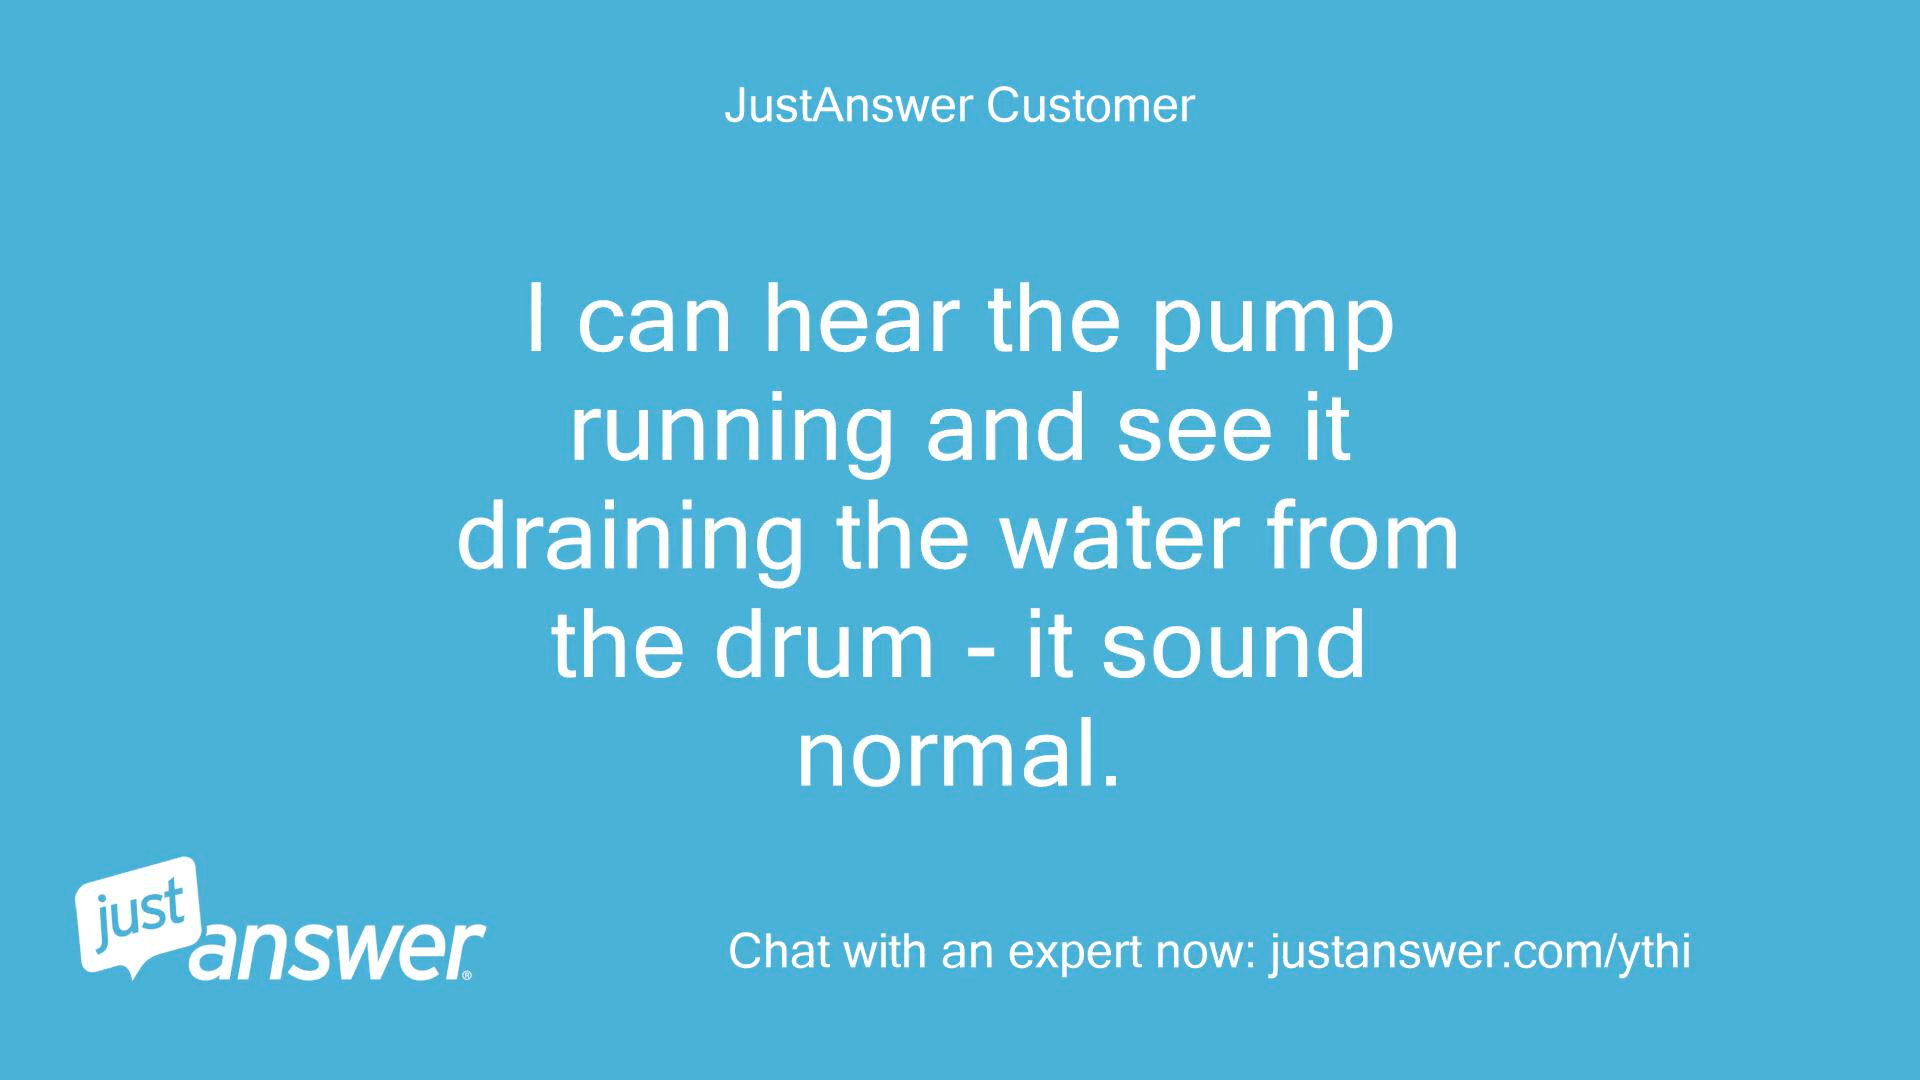 JustAnswer Customer
I can hear the pump
running and see it
draining the water from
the drum - it sound
normal.
just
answer®
Chat with an expert now: justanswer.com/ythi